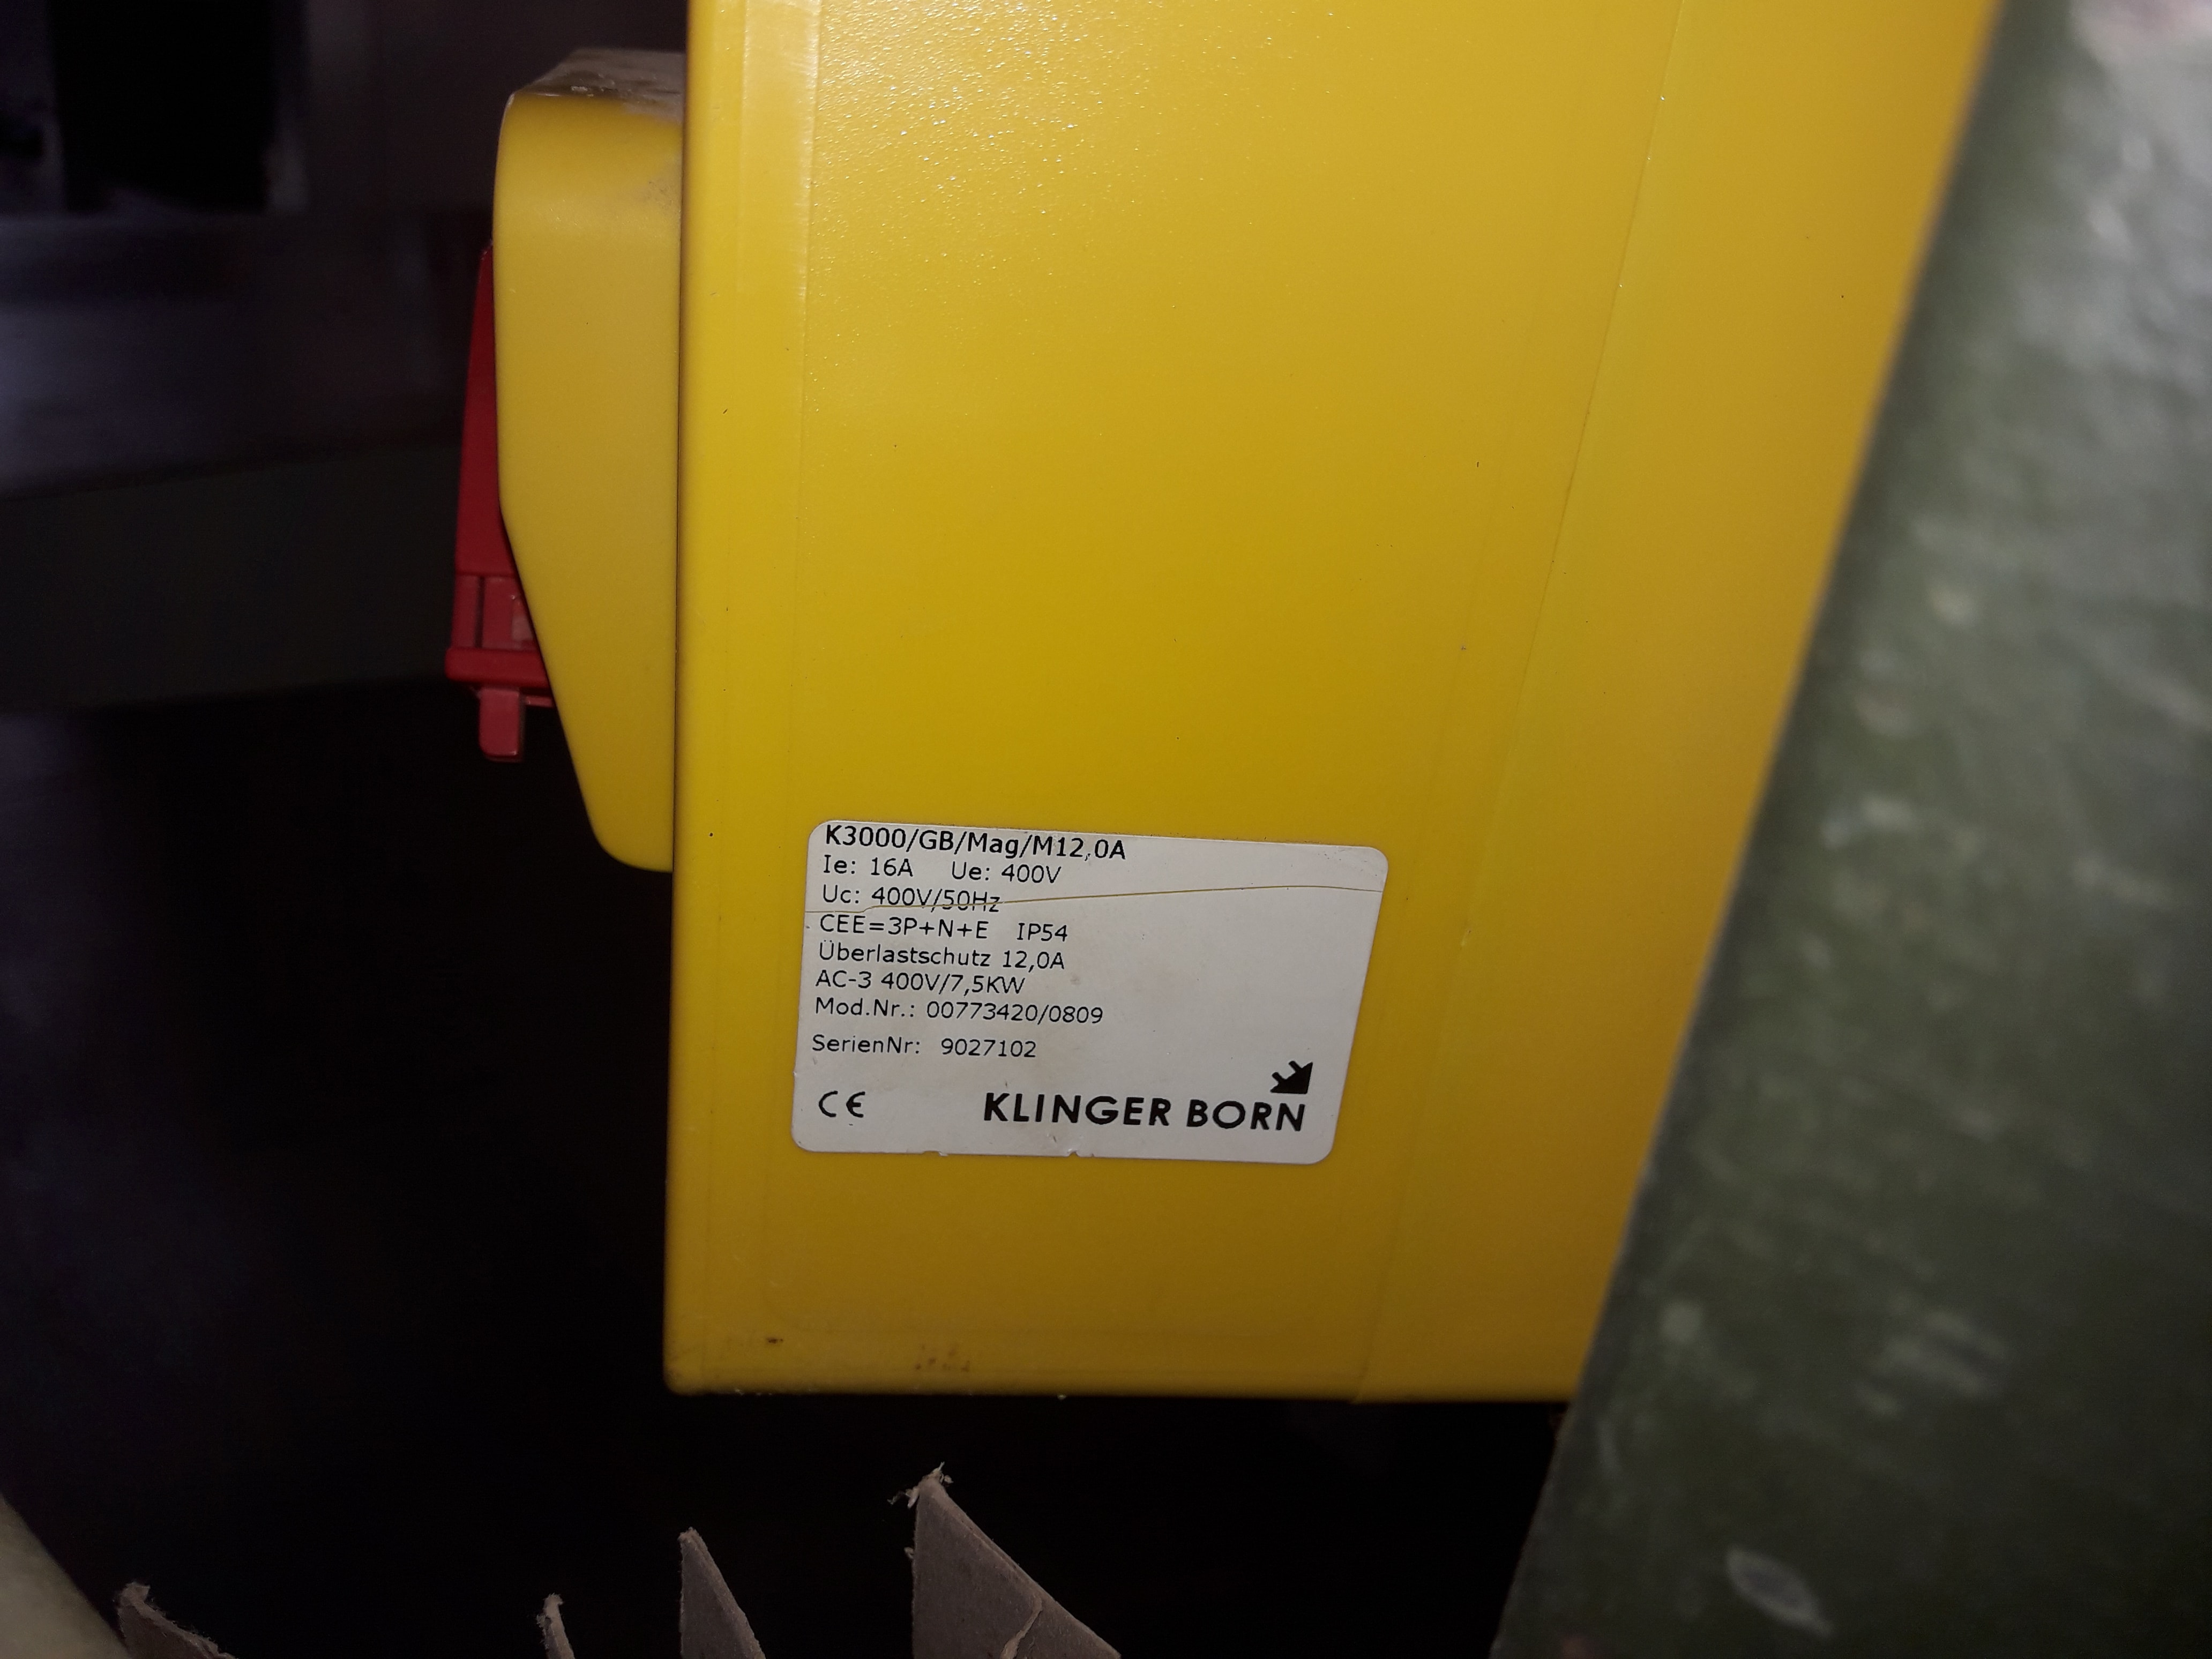 K3000/GB/Mag/M12,0A
Ie: 16A Ue: 400V
Uc: 400V/50Hz
CEE=3P+N+E IP54
Überlastschutz 12,0A
AC-3 400V/7,5KW
Mod.Nr.: 00773420/0809
SerienNr: 9027102
CE KLINGER BORN